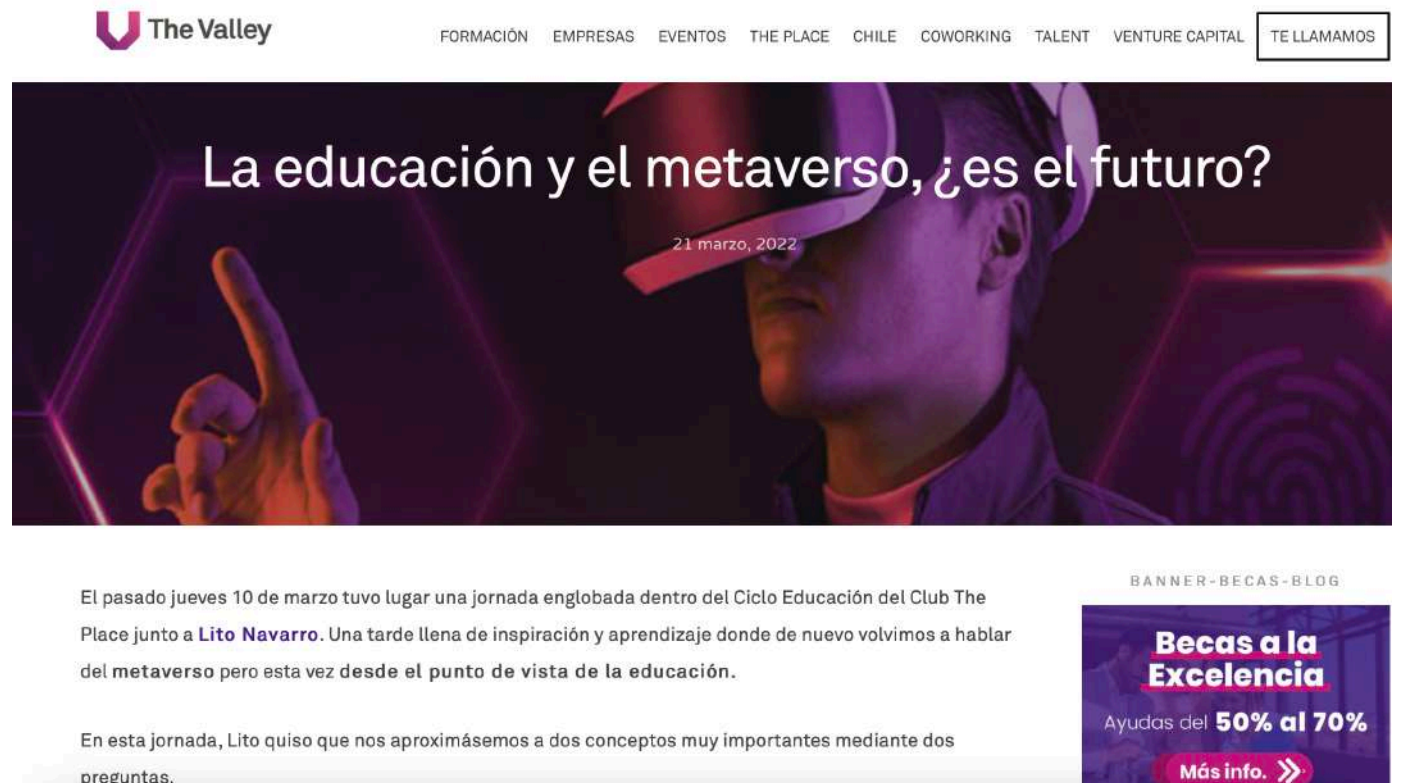 The Valley
FORMACIÓN EMPRESAS EVENTOS THE PLACE CHILE COWORKING TALENT VENTURE CAPITAL TE LLAMAMOS
La educación y el metaverso, ¿es el futuro?
21 marzo, 2022
El pasado jueves 10 de marzo tuvo lugar una jornada englobada dentro del Ciclo Educación del Club The
Place junto a Lito Navarro. Una tarde llena de inspiración y aprendizaje donde de nuevo volvimos a hablar
del metaverso pero esta vez desde el punto de vista de la educación.
En esta jornada, Lito quiso que nos aproximásemos a dos conceptos muy importantes mediante dos
preguntas.
BANNER-BECAS-BLOG
Becas a la
Excelencia
Ayudas del 50% al 70%
Más info.